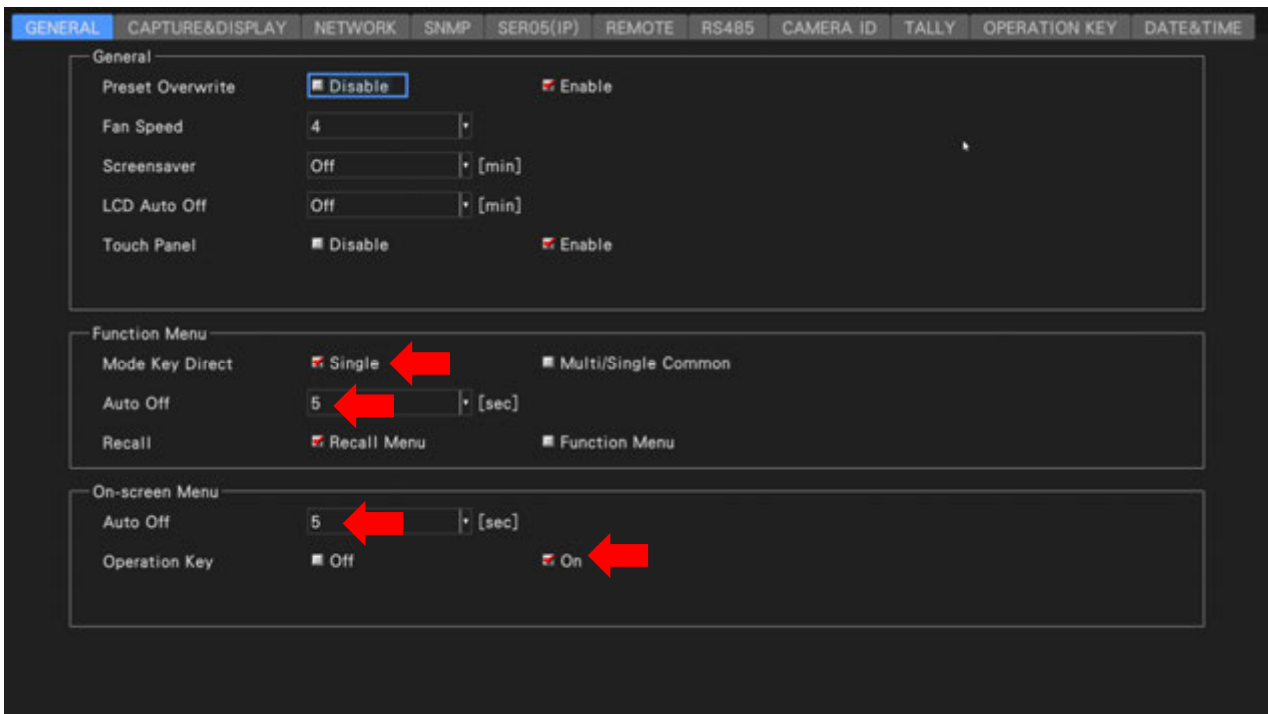 GENERAL CAPTURE&DISPLAY NETWORK SNMP SER05(IP) REMOTE RS485 CAMERA ID TALLY OPERATION KEY DATE&TIME
General
Preset Overwrite Disable Enable
Fan Speed 4
Screensaver Off [min]
LCD Auto Off Off [min]
Touch Panel Disable Enable
Function Menu
Mode Key Direct Single Multi/Single Common
Auto Off 5 [sec]
Recall Recall Menu Function Menu
On-screen Menu
Auto Off 5 [sec]
Operation Key Off On